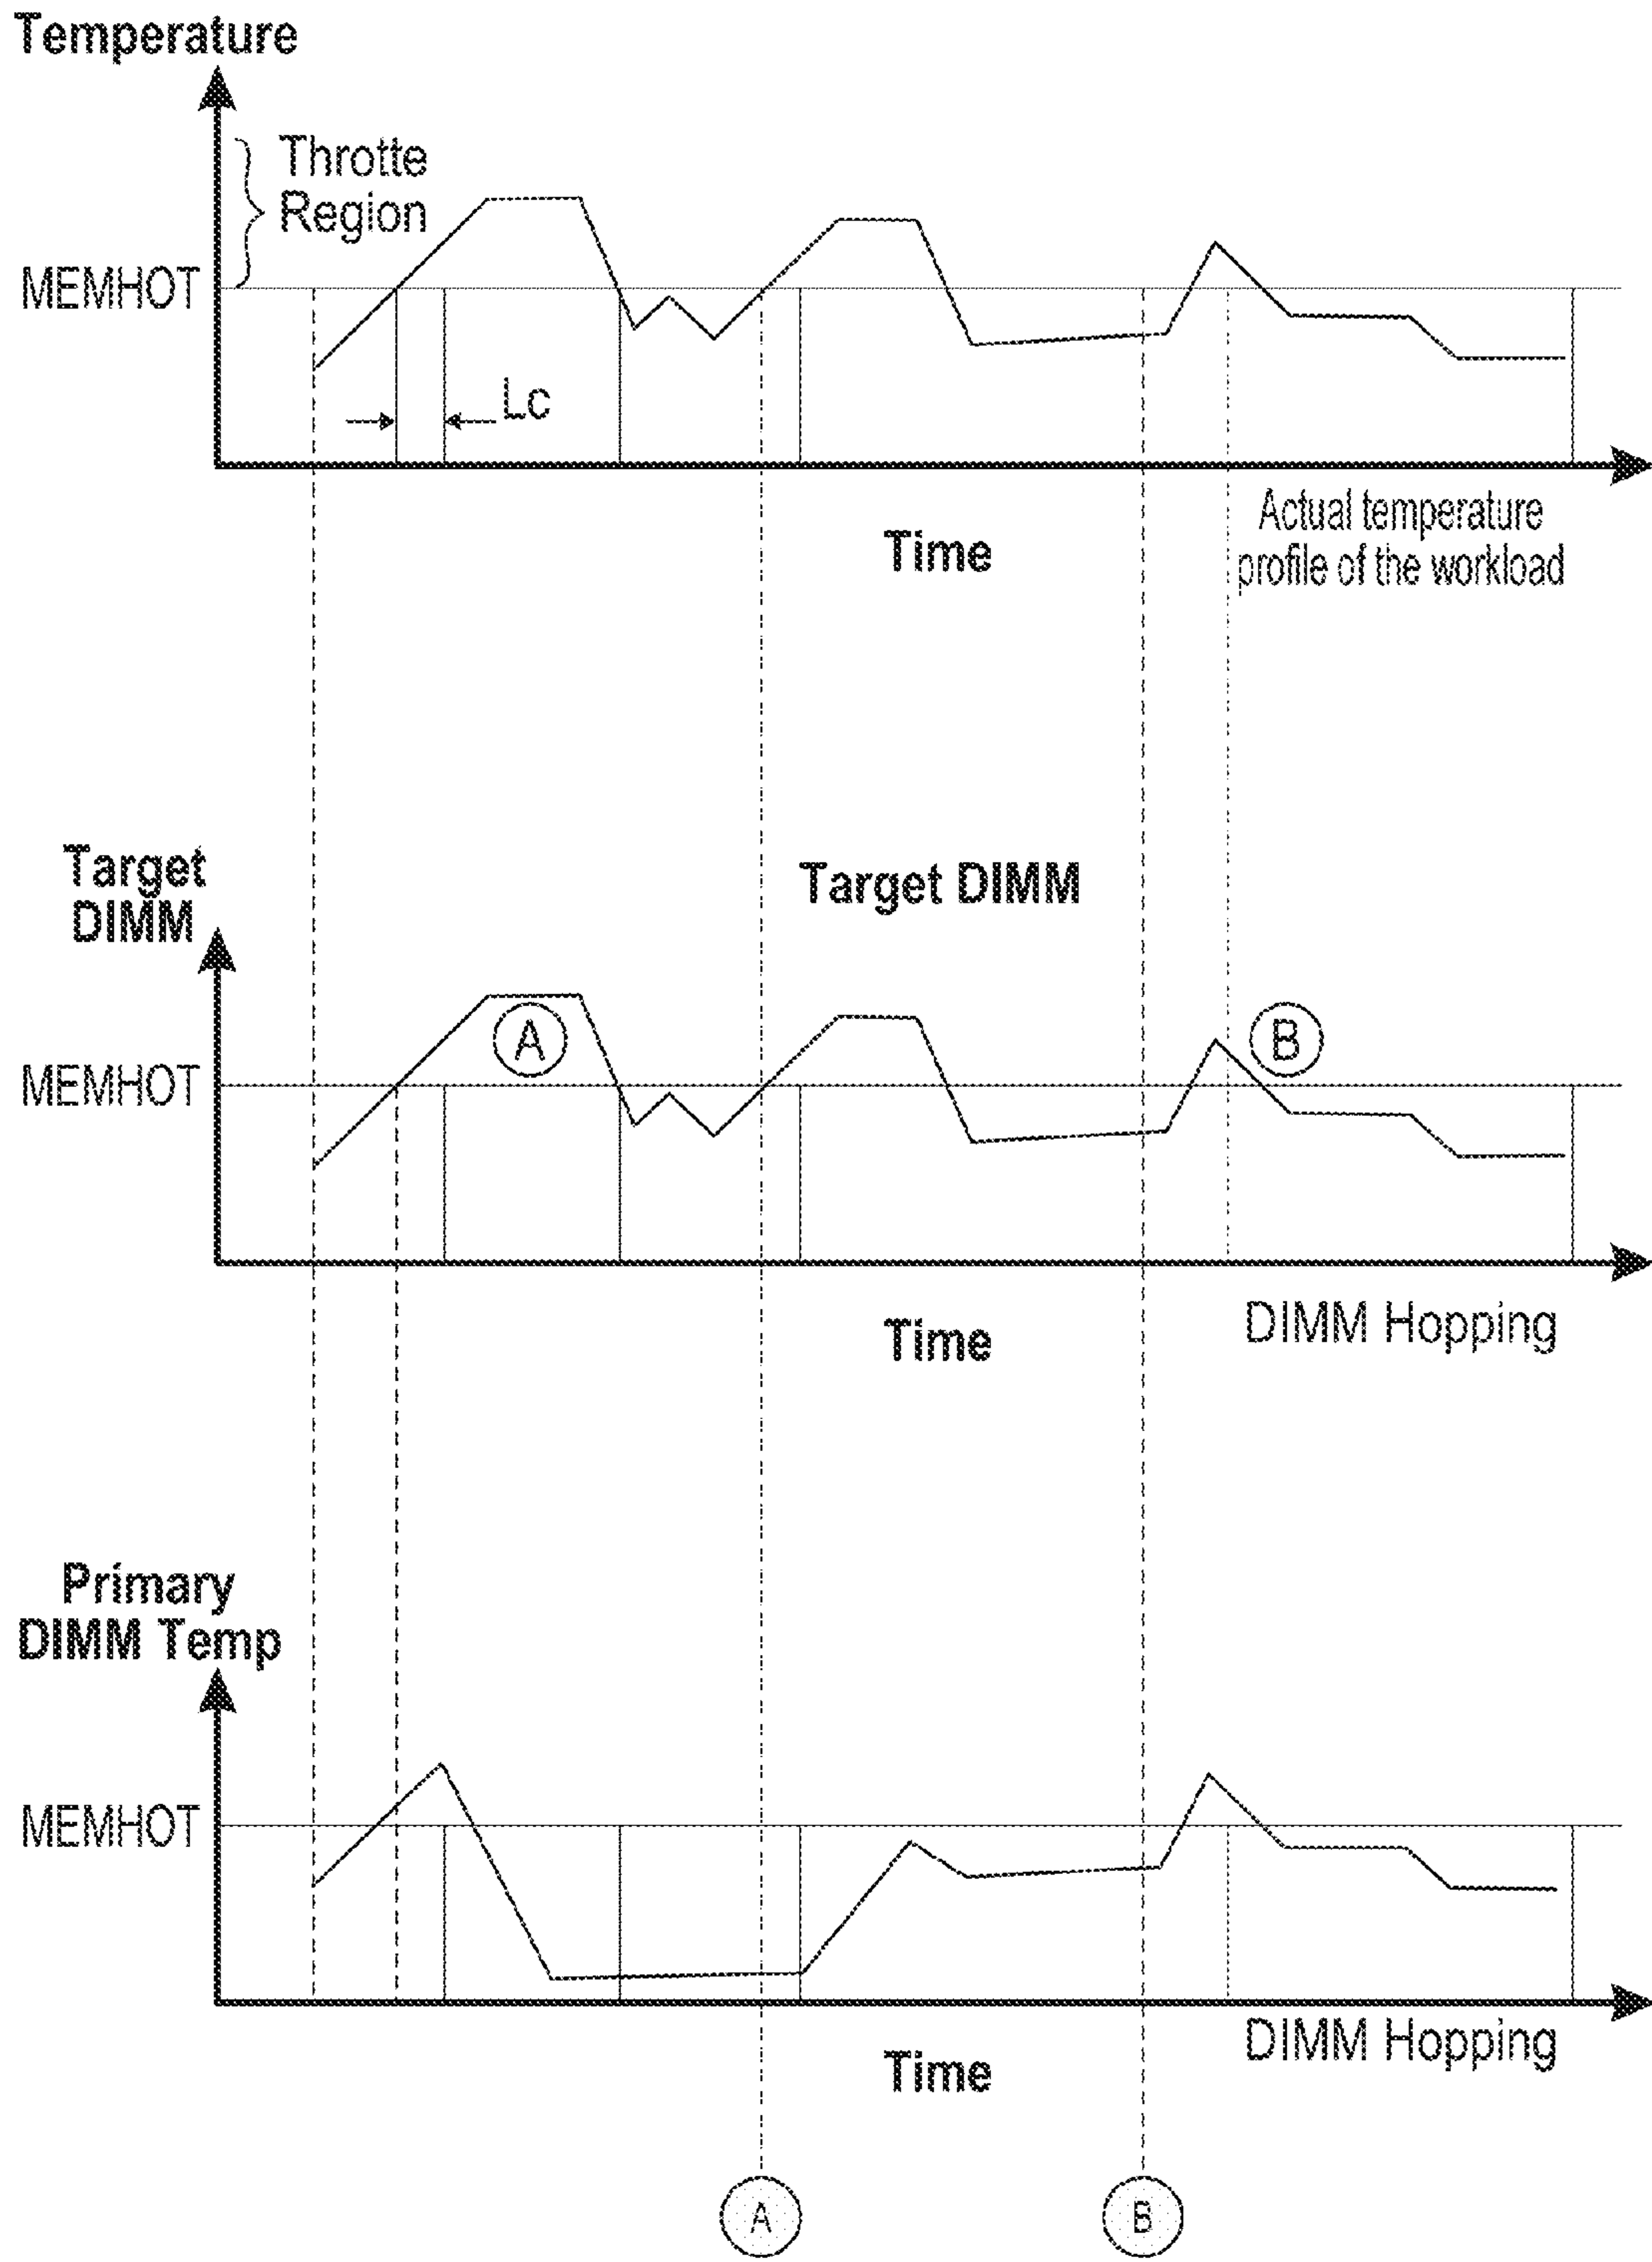 Temperature
Throtte
Region
MEMHOT
Lc
Time
Actual temperature
profile of the workload
Target
DIMM
Target DIMM
A
B
MEMHOT
Time
DIMM Hopping
Primary
DIMM Temp
MEMHOT
Time
DIMM Hopping
A
B